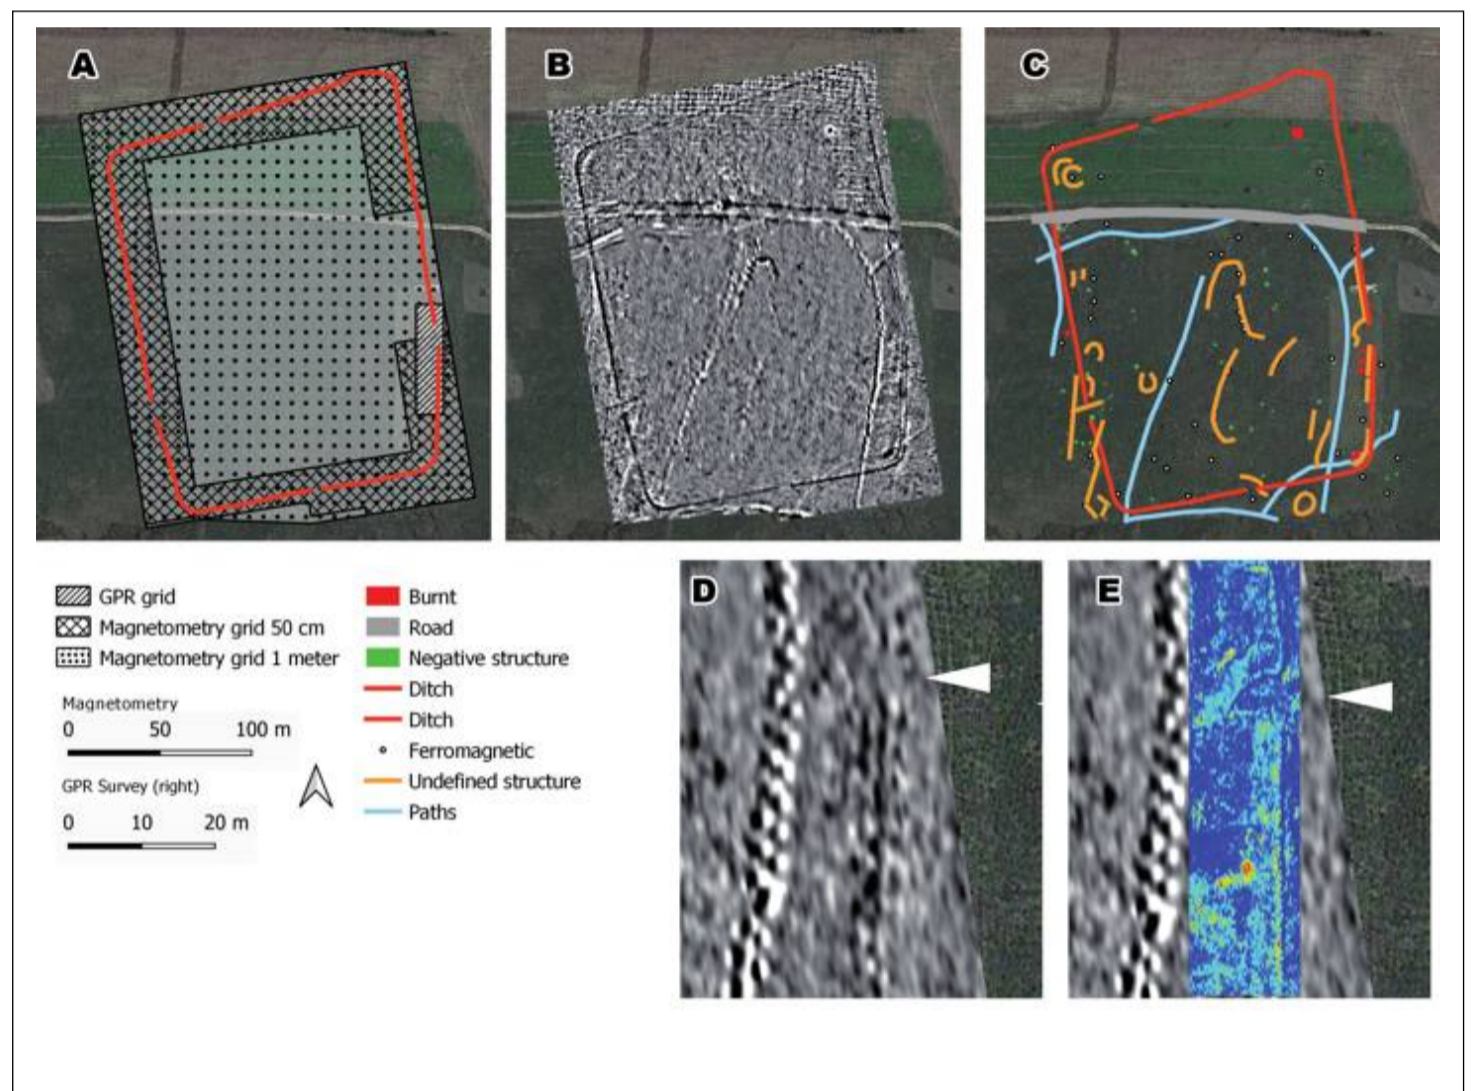 A
B
C
GPR grid
Magnetometry grid 50 cm
Magnetometry grid 1 meter
Magnetometry
0 50 100 m
GPR Survey (right)
0 10 20 m
Burnt
Road
Negative structure
Ditch
Ditch
Ferromagnetic
Undefined structure
Paths
D
E